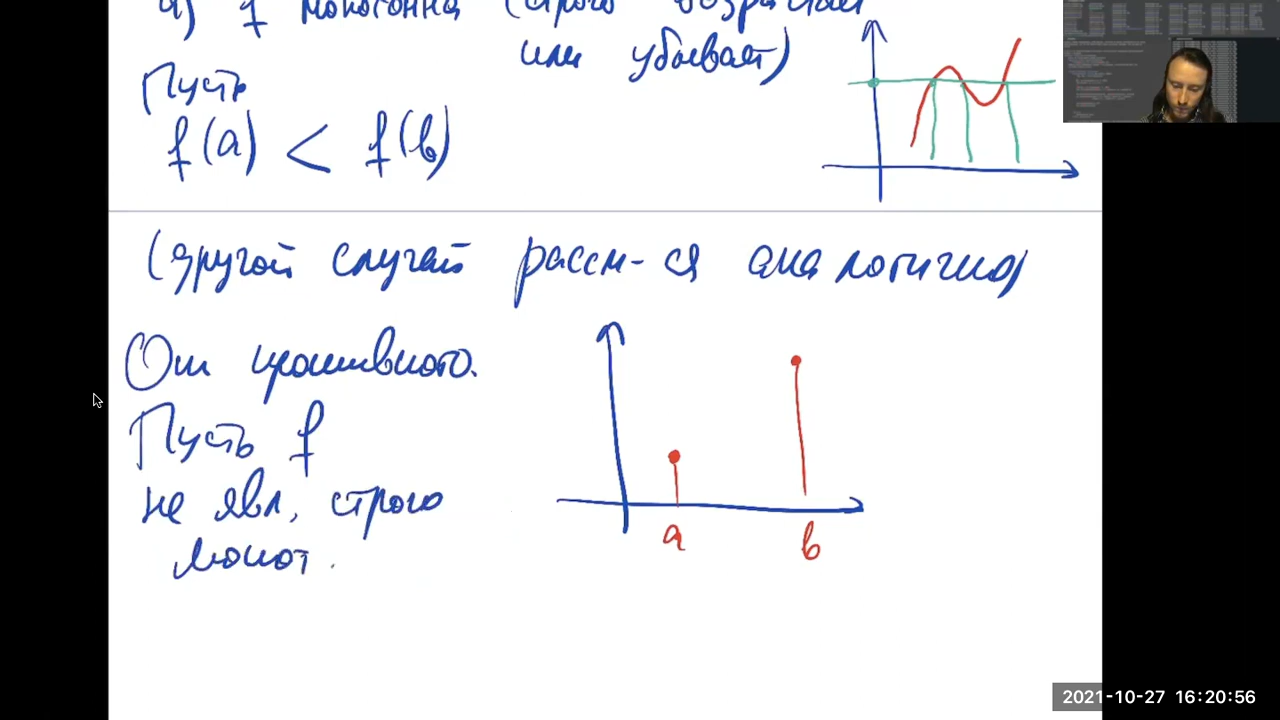 а) f монотонна (строго возрастает
или убывает)
Пусть
f(a) < f(b)
(другой случай рассм-ся аналогично)
От противного.
Пусть f
не явл. строго
монот.
a
b
2021-10-27 16:20:56